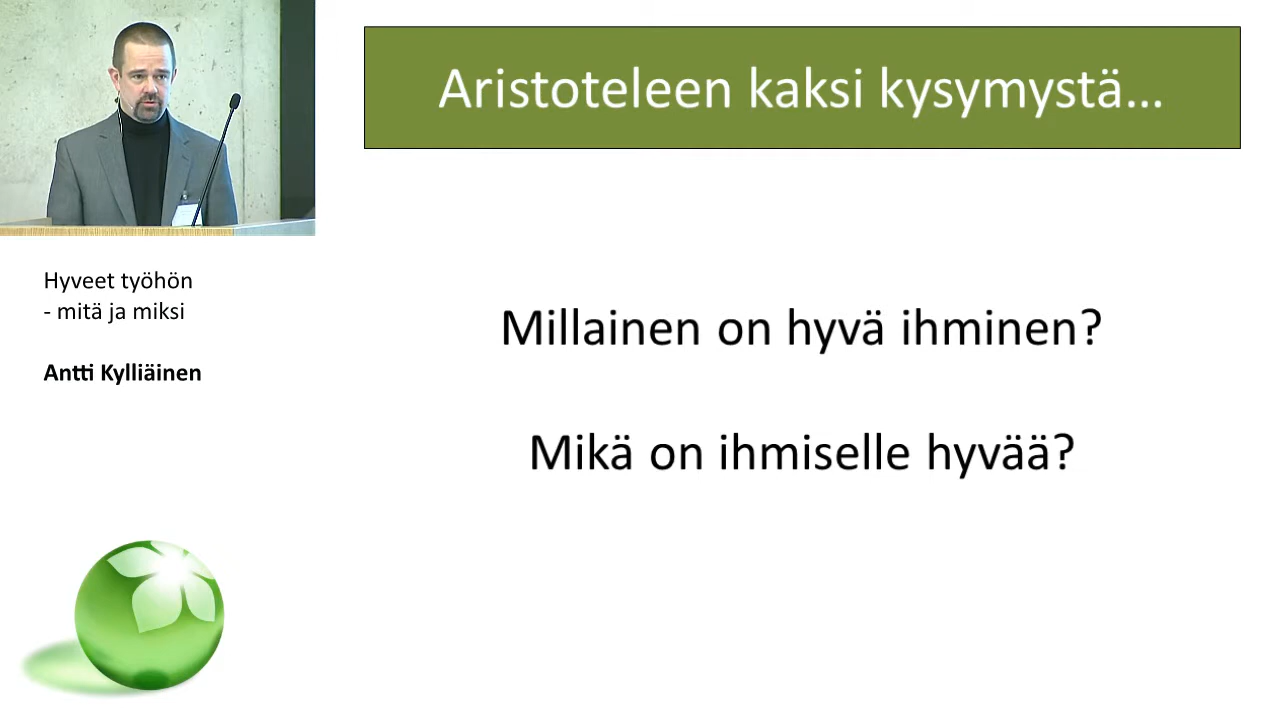 Aristoteleen kaksi kysymystä...
Hyveet työhön
- mitä ja miksi
Antti Kylliäinen
Millainen on hyvä ihminen?
Mikä on ihmiselle hyvää?